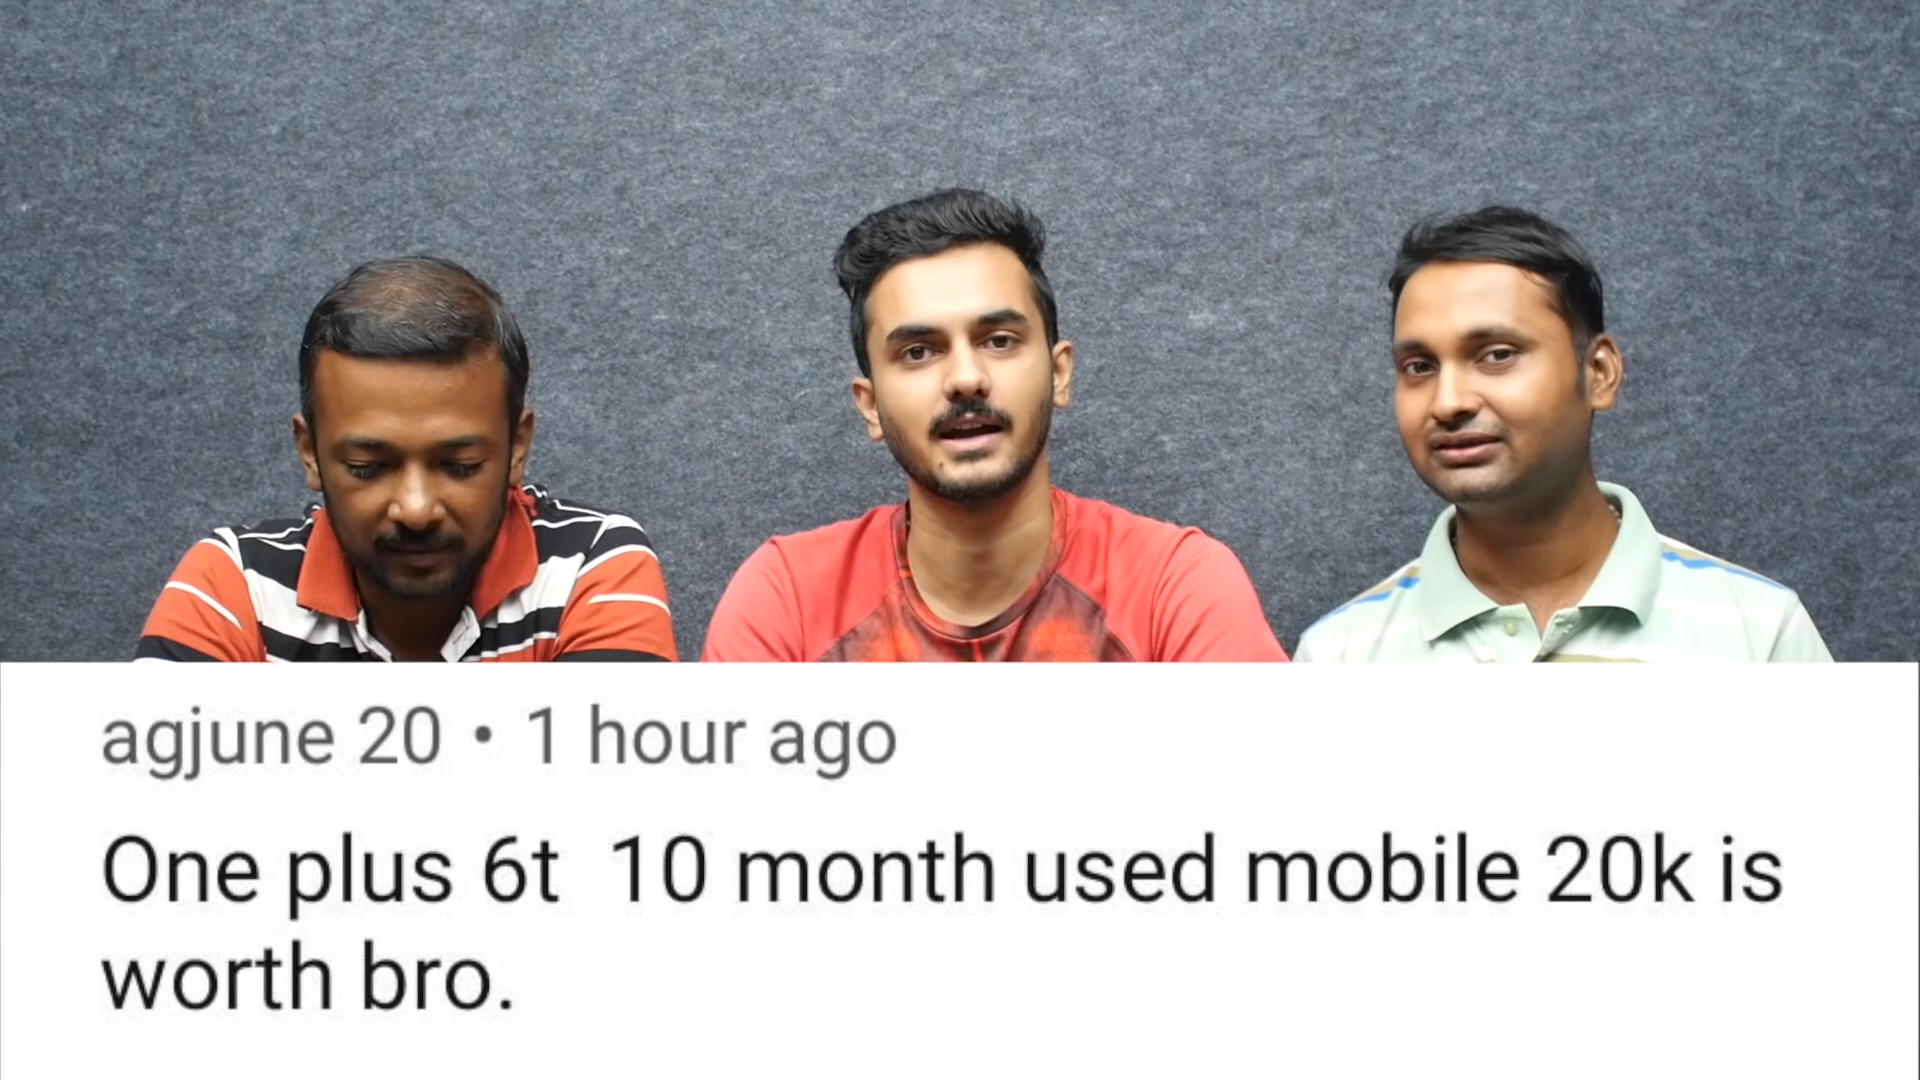 agjune 20 • 1 hour ago
One plus 6t  10 month used mobile 20k is
worth bro.